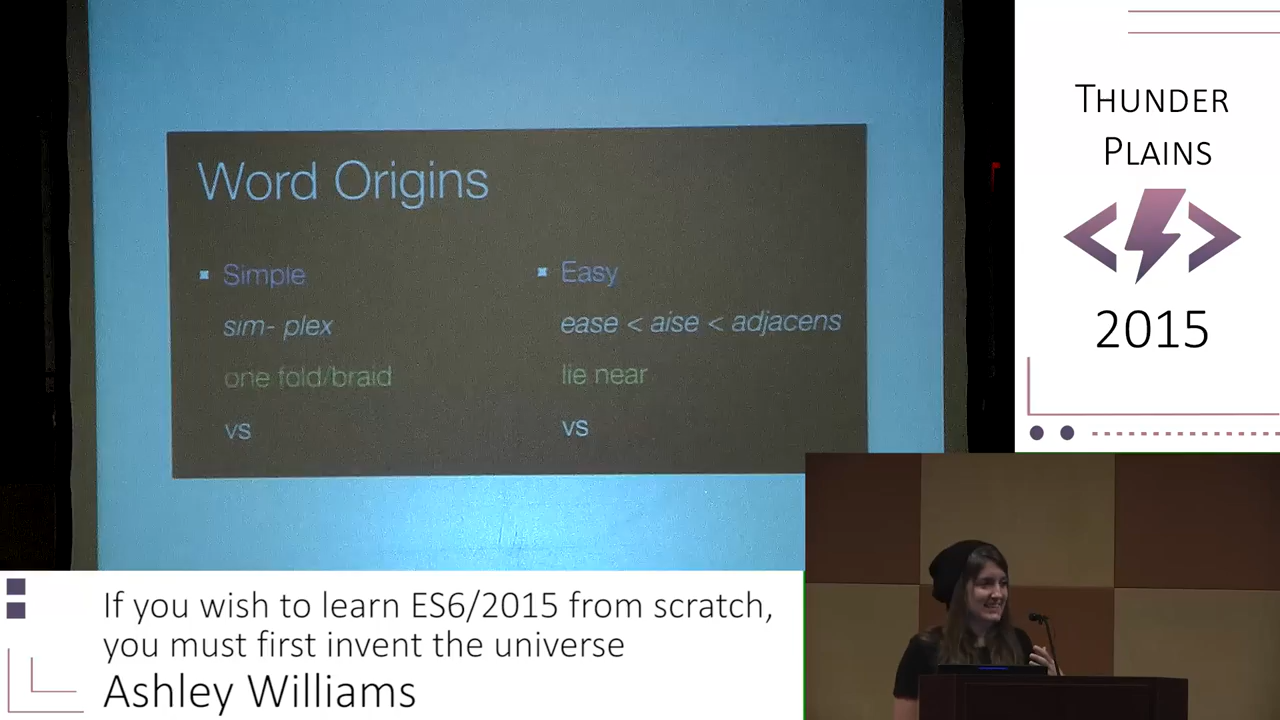 Word Origins
▪ Simple
sim- plex
one fold/braid
vs
▪ Easy
ease < aise < adjacens
lie near
vs
THUNDER
PLAINS
2015
If you wish to learn ES6/2015 from scratch,
you must first invent the universe
Ashley Williams